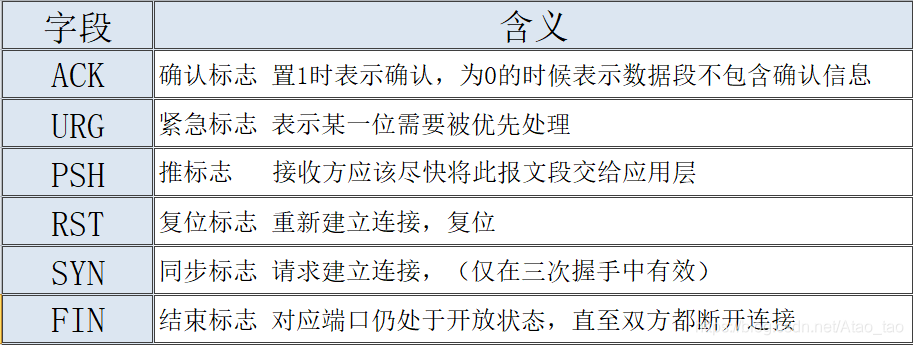 字段 含义
ACK 确认标志 置1时表示确认，为0的时候表示数据段不包含确认信息
URG 紧急标志 表示某一位需要被优先处理
PSH 推标志 接收方应该尽快将此报文段交给应用层
RST 复位标志 重新建立连接，复位
SYN 同步标志 请求建立连接，（仅在三次握手中有效）
FIN 结束标志 对应端口仍处于开放状态，直至双方都断开连接